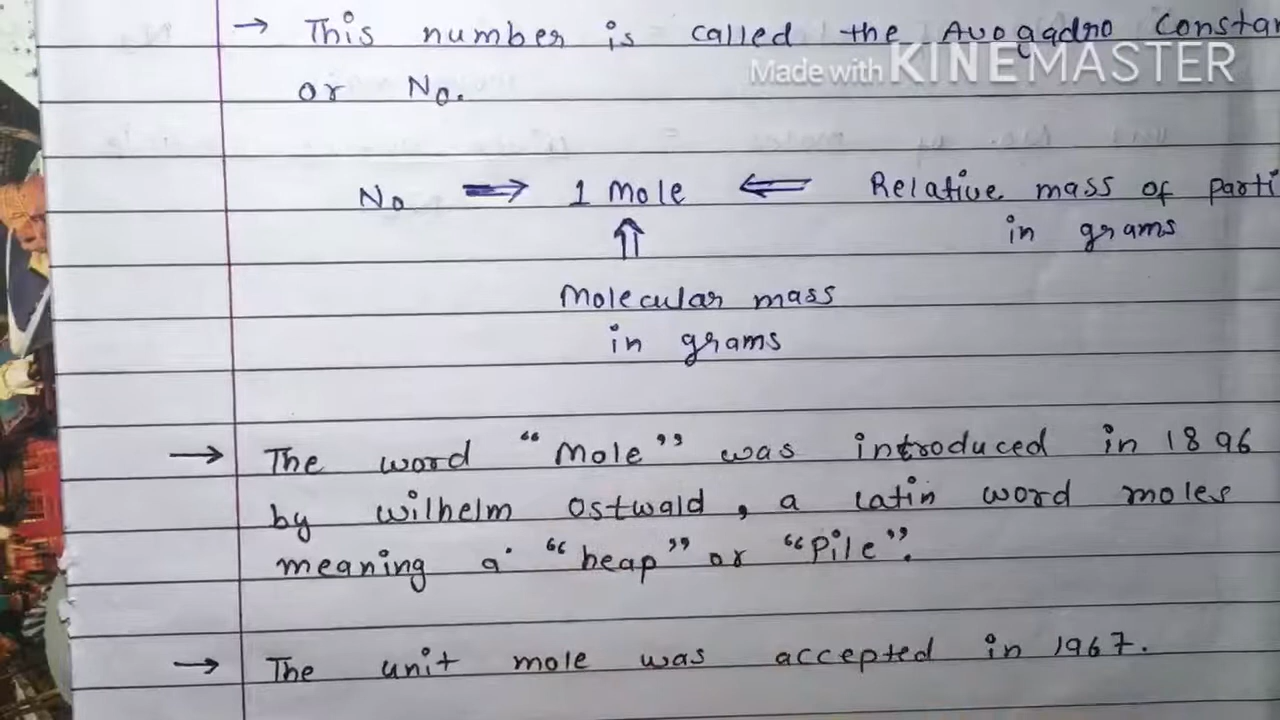 → This number is called the Avogadro Constan
Made with KINEMASTER
or No.
No ⇒ 1 Mole ⇐ Relative mass of parti
in grams
⇑
Molecular mass
in grams
→ The word “Mole” was introduced in 1896
by Wilhelm Ostwald, a Latin word moles
meaning a “heap” or “Pile”.
→ The unit mole was accepted in 1967.